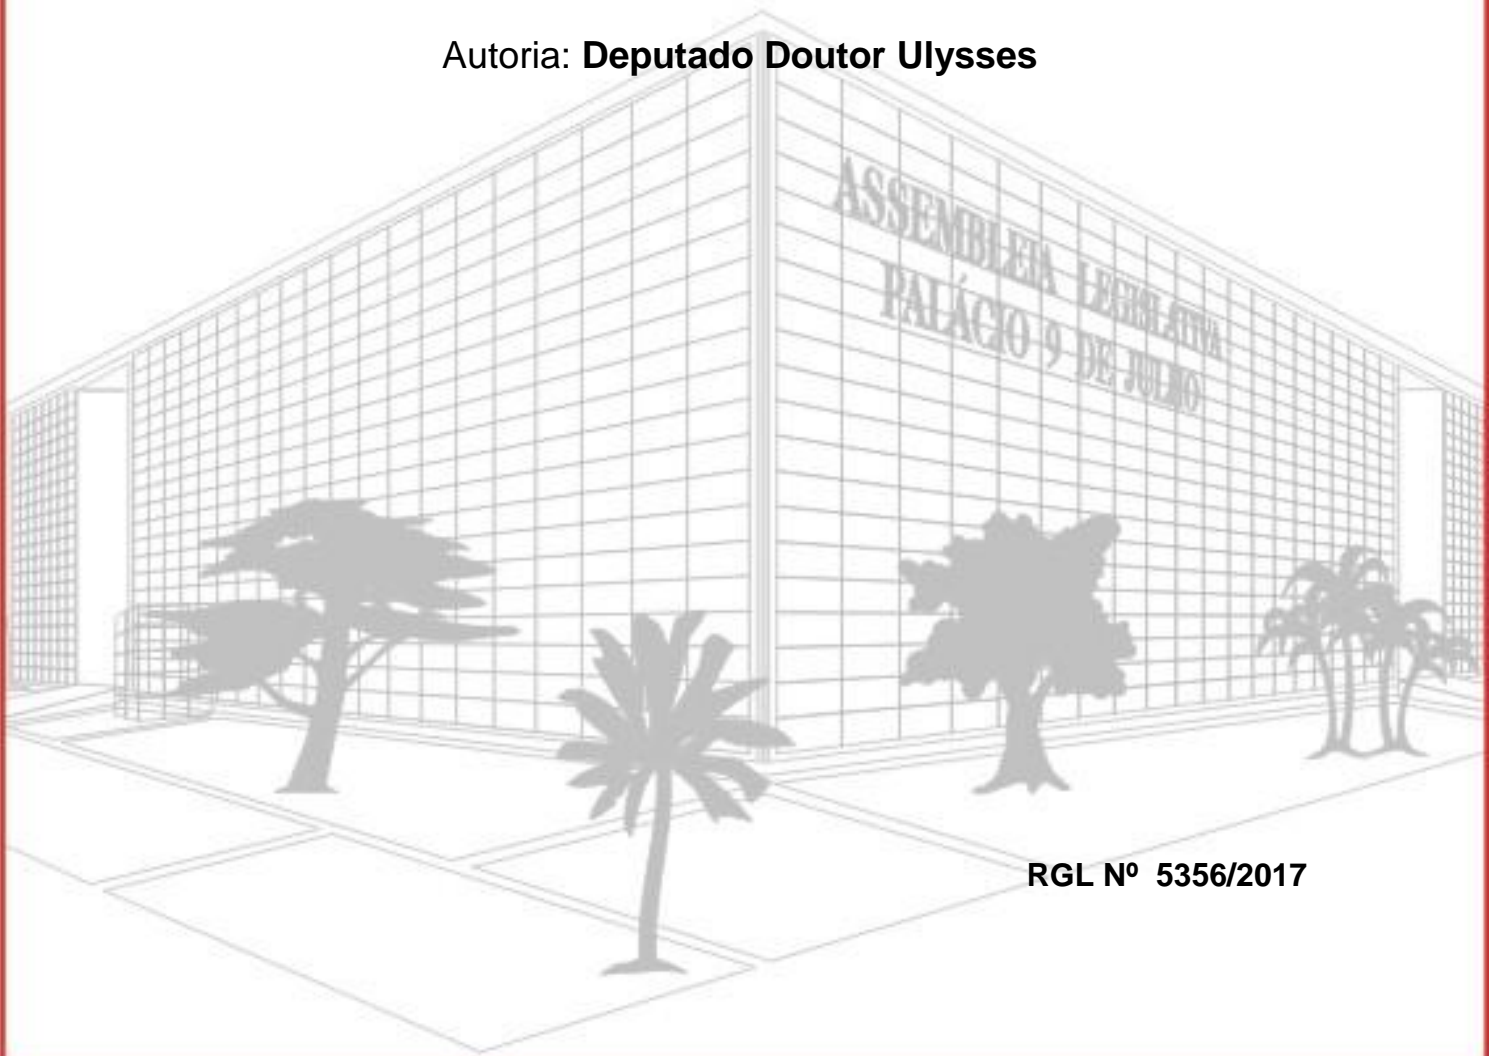 Autoria: Deputado Doutor Ulysses
ASSEMBLEIA LEGISLATIVA
PALÁCIO 9 DE JULHO
RGL Nº 5356/2017